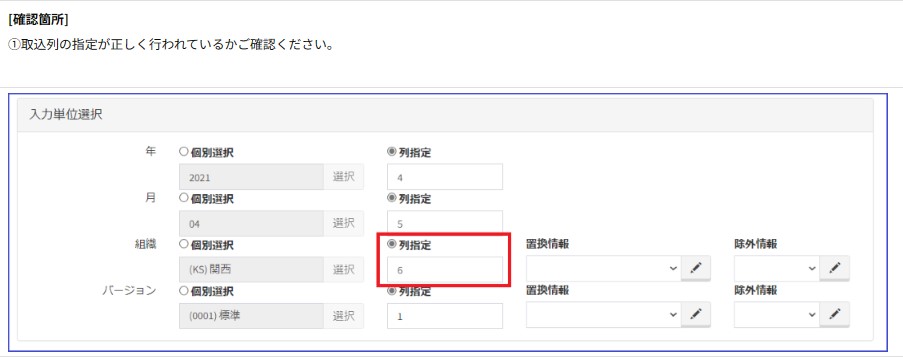 [確認箇所]
①取込列の指定が正しく行われているかご確認ください。
入力単位選択
年 個別選択 列指定
2021 選択 4
月 個別選択 列指定
04 選択 5
組織 個別選択 列指定 置換情報 除外情報
(KS) 関西 選択 6
バージョン 個別選択 列指定 置換情報 除外情報
(0001) 標準 選択 1